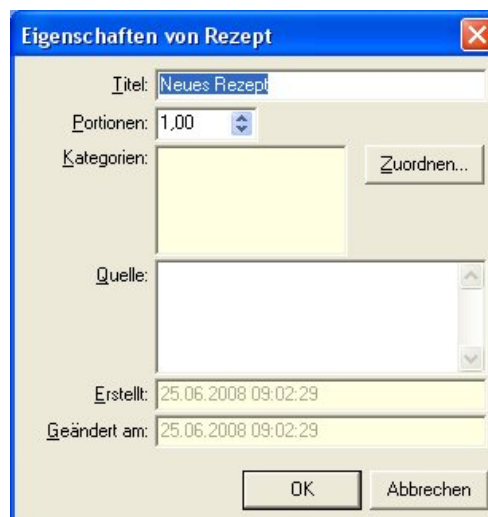 Eigenschaften von Rezept
Titel: Neues Rezept
Portionen: 1,00
Kategorien: Zuordnen...
Quelle:
Erstellt: 25.06.2008 09:02:29
Geändert am: 25.06.2008 09:02:29
OK Abbrechen